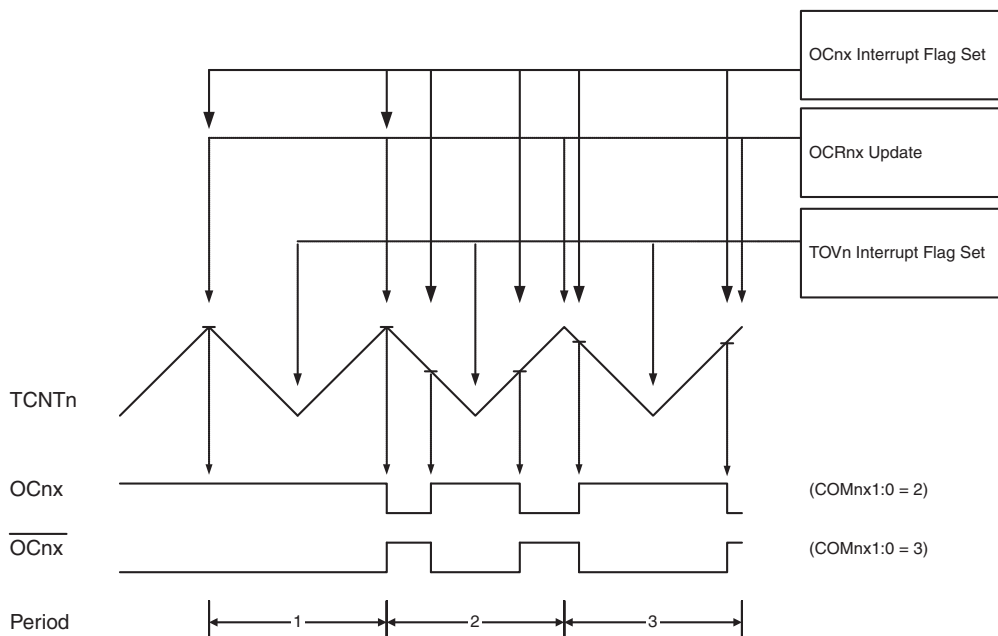 OCnx Interrupt Flag Set
OCRnx Update
TOVn Interrupt Flag Set
TCNTn
OCnx
(COMnx1:0 = 2)
OCnx
(COMnx1:0 = 3)
Period
1
2
3